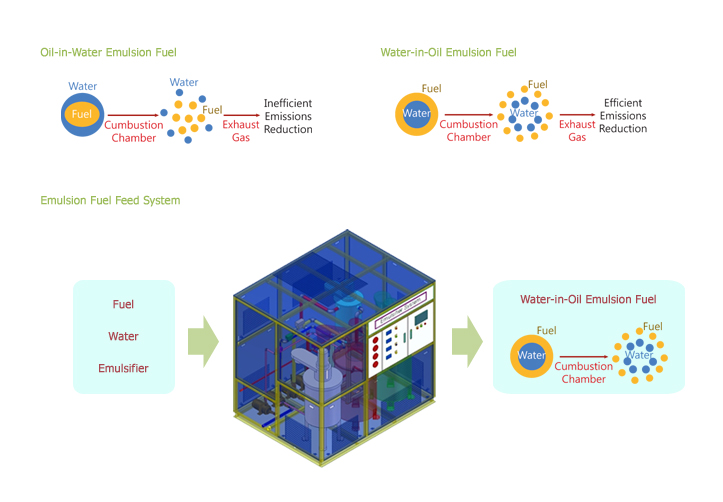 Oil-in-Water Emulsion Fuel
Water
Fuel
Cumbustion
Chamber
Water
Fuel
Exhaust
Gas
Inefficient
Emissions
Reduction
Water-in-Oil Emulsion Fuel
Fuel
Water
Cumbustion
Chamber
Fuel
Water
Exhaust
Gas
Efficient
Emissions
Reduction
Emulsion Fuel Feed System
Fuel
Water
Emulsifier
Water-in-Oil Emulsion Fuel
Fuel
Water
Cumbustion
Chamber
Fuel
Water